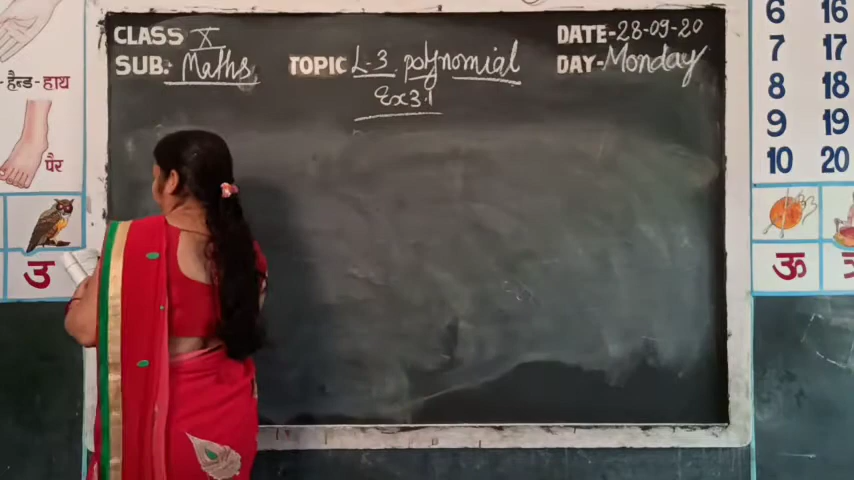 CLASS X
SUB:- Maths
TOPIC L-3 polynomial
Ex 3.1
DATE-28-09-20
DAY-Monday
-हैन्ड-हाथ
पैर
उ
6 16
7 17
8 18
9 19
10 20
ऊ